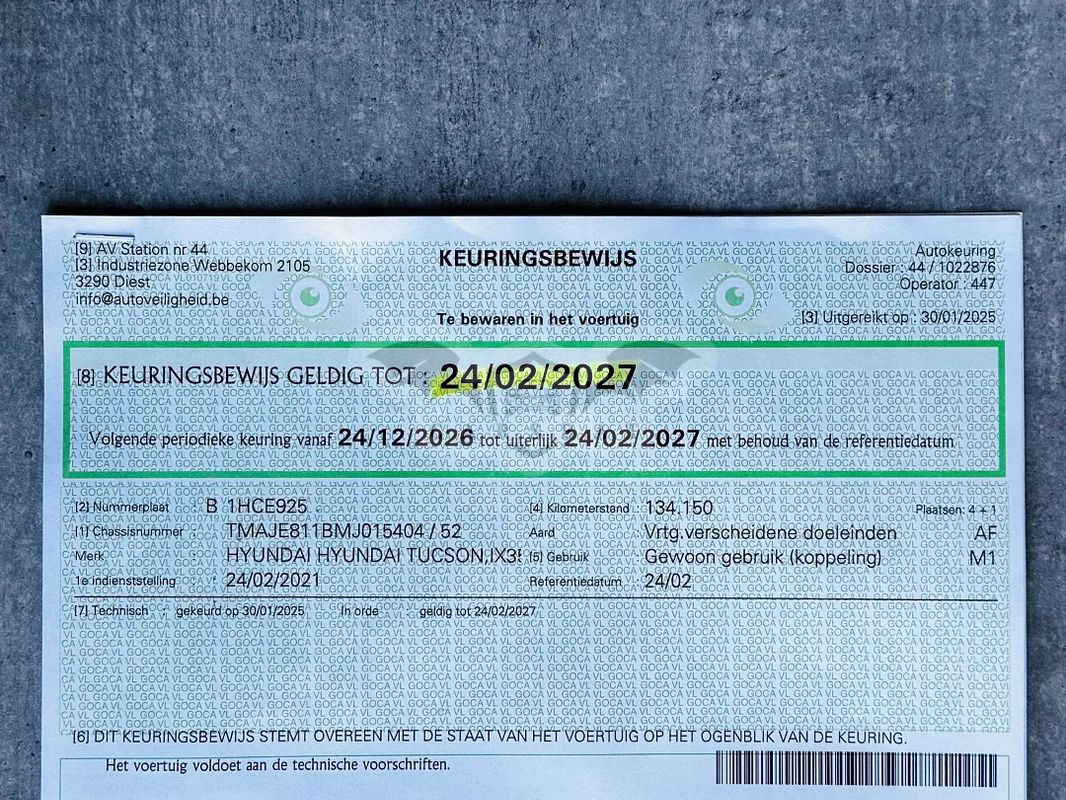 [9] AV Station nr 44
[3] Industriezone Webbekom 2105
3290 Diest
info@autoveiligheid.be
KEURINGSBEWIJS
Te bewaren in het voertuig
Autokeuring
Dossier : 44 / 1022876
Operator : 447
[3] Uitgereikt op : 30/01/2025
[8] KEURINGSBEWIJS GELDIG TOT : 24/02/2027
Volgende periodieke keuring vanaf 24/12/2026 tot uiterlijk 24/02/2027 met behoud van de referentiedatum
[2] Nummerplaat : B 1HCE925 [4] Kilometerstand : 134.150 Plaatsen: 4 + 1
[1] Chassisnummer : TMAJE811BMJ015404 / 52 Aard : Vrtg.verscheidene doeleinden AF
Merk : HYUNDAI HYUNDAI TUCSON,IX35 [5] Gebruik : Gewoon gebruik (koppeling) M1
1e indienststelling : 24/02/2021 Referentiedatum : 24/02
[7] Technisch : gekeurd op 30/01/2025 In orde : geldig tot 24/02/2027
[6] DIT KEURINGSBEWIJS STEMT OVEREEN MET DE STAAT VAN HET VOERTUIG OP HET OGENBLIK VAN DE KEURING.
Het voertuig voldoet aan de technische voorschriften.